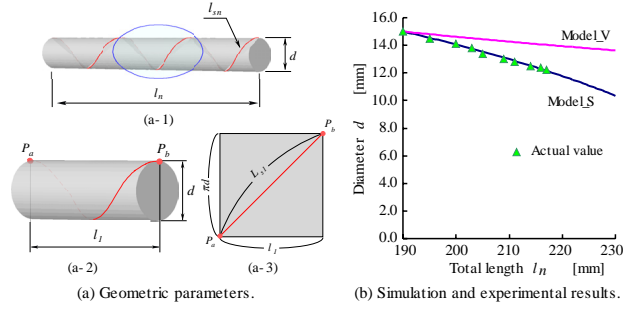 l_sn
d
l_n
(a-1)
P_a
P_b
d
l_1
(a-2)
P_b
πd
L_s1
P_a
l_1
(a-3)
(a) Geometric parameters.
Diameter d [mm]
16.0
14.0
12.0
10.0
8.0
6.0
4.0
2.0
0.0
Model_V
Model_S
Actual value
190 200 210 220 230
Total length l_n [mm]
(b) Simulation and experimental results.